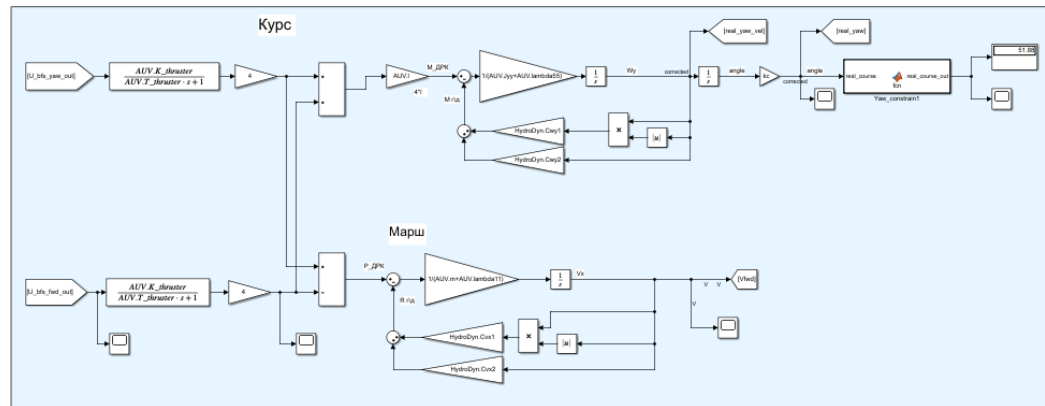 Курс
[U_bfs_yaw_out]
AUV.K_thruster
AUV.T_thruster · s + 1
4
+
+
AUV.l
4*l
М_ДРК
М гид
1/(AUV.Jyy+AUV.lambda55)
1
s
Wy
corrected
[real_yaw_vel]
1
s
angle
kc
corrected
angle
[real_yaw]
real_course
fcn
real_course_out
Yaw_constrain1
51.88
HydroDyn.Cwy1
×
|u|
HydroDyn.Cwy2
Марш
[U_bfs_fwd_out]
AUV.K_thruster
AUV.T_thruster · s + 1
4
+
−
Р_ДРК
R гид
1/(AUV.m+AUV.lambda11)
1
s
Vx
[Vfwd]
V
V
V
HydroDyn.Cvx1
×
|u|
HydroDyn.Cvx2